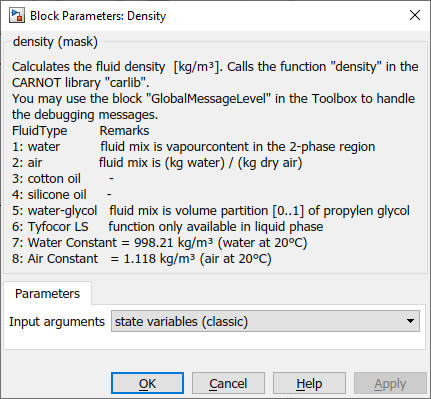 Block Parameters: Density
density (mask)
Calculates the fluid density [kg/m³]. Calls the function "density" in the
CARNOT library "carlib".
You may use the block "GlobalMessageLevel" in the Toolbox to handle
the debugging messages.
FluidType Remarks
1: water fluid mix is vapourcontent in the 2-phase region
2: air fluid mix is (kg water) / (kg dry air)
3: cotton oil -
4: silicone oil -
5: water-glycol fluid mix is volume partition [0..1] of propylen glycol
6: Tyfocor LS function only available in liquid phase
7: Water Constant = 998.21 kg/m³ (water at 20ºC)
8: Air Constant = 1.118 kg/m³ (air at 20ºC)
Parameters
Input arguments state variables (classic)
OK Cancel Help Apply